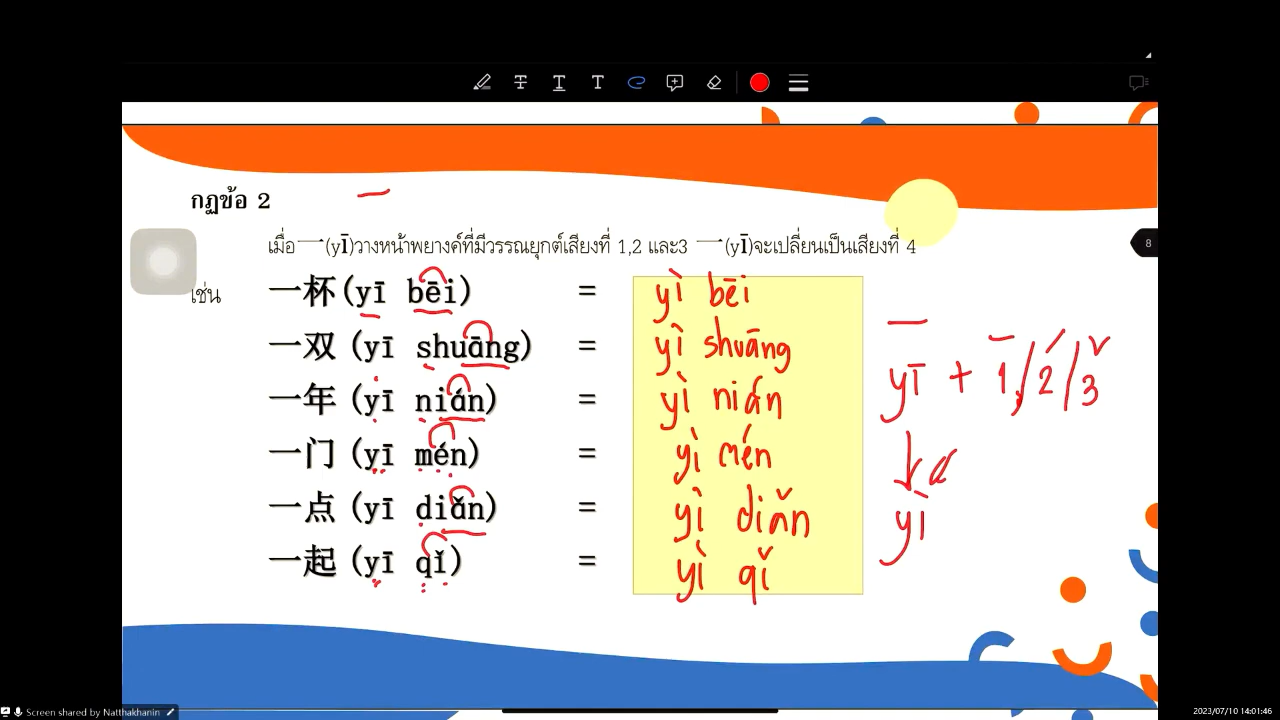 8
กฏข้อ 2
เมื่อ一(yī)วางหน้าพยางค์ที่มีวรรณยุกต์เสียงที่ 1,2 และ3 一(yī)จะเปลี่ยนเป็นเสียงที่ 4
เช่น
一杯(yī bēi) = yì bēi
一双 (yī shuāng) = yì shuāng
一年 (yī nián) = yì nián
一门 (yī mén) = yì mén
一点 (yī diǎn) = yì diǎn
一起 (yī qǐ) = yì qǐ
一
yī + 1/2/3
yì
Screen shared by Natthakhanin
2023/07/10 14:01:46